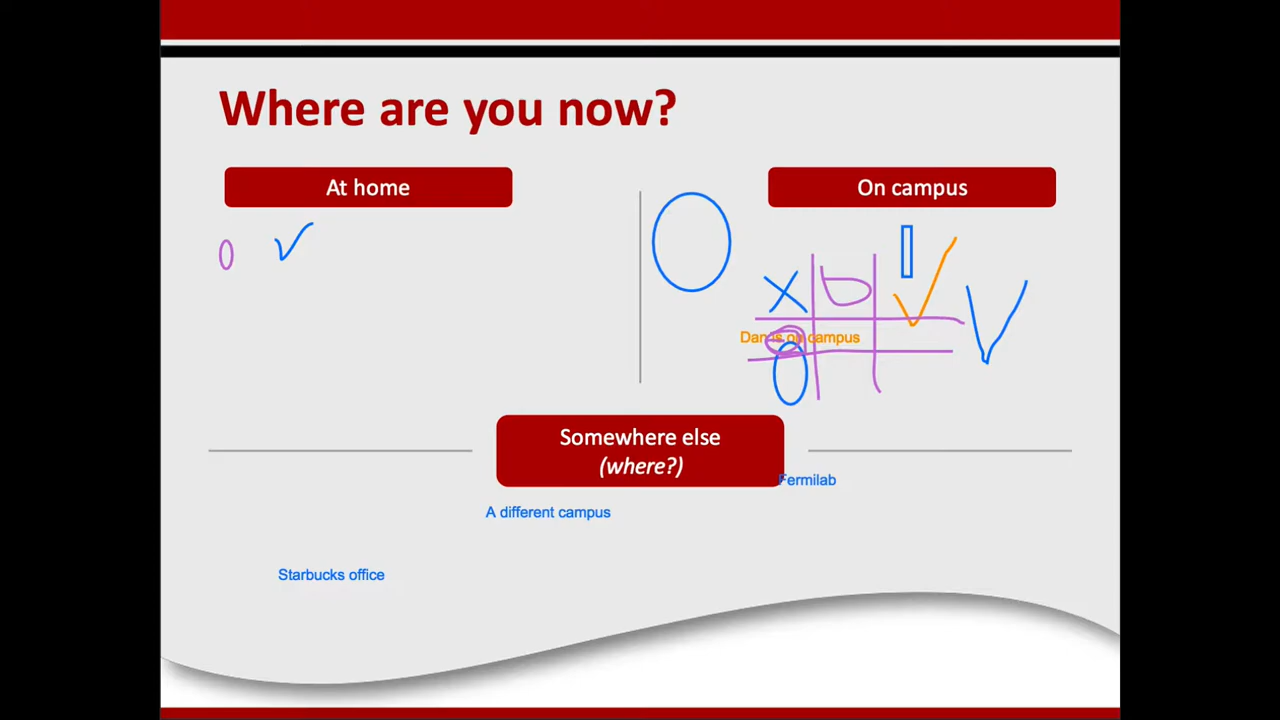 Where are you now?
At home
On campus
Dan is on campus
Somewhere else
(where?)
Fermilab
A different campus
Starbucks office